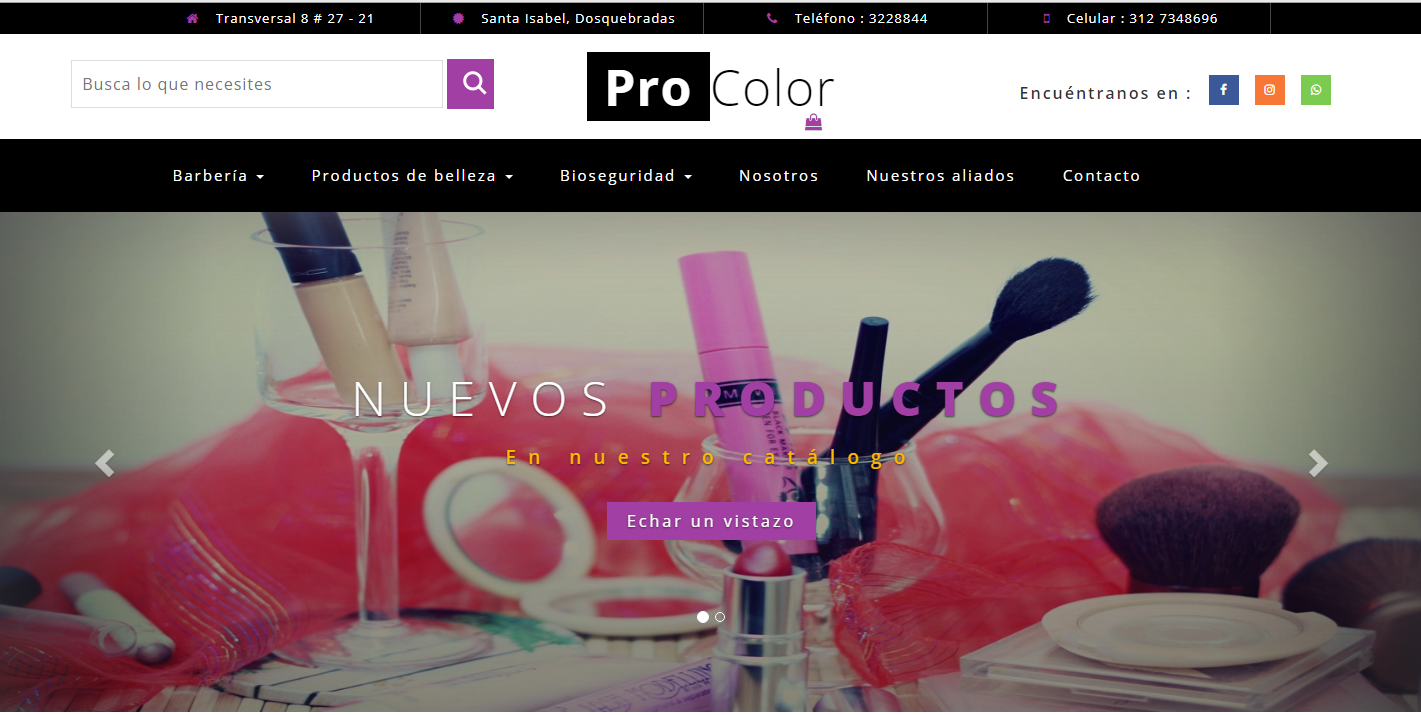 Transversal 8 # 27 - 21
Santa Isabel, Dosquebradas
Teléfono : 3228844
Celular : 312 7348696
Busca lo que necesites
Pro Color
Encuéntranos en :
Barbería
Productos de belleza
Bioseguridad
Nosotros
Nuestros aliados
Contacto
NUEVOS PRODUCTOS
En nuestro catálogo
Echar un vistazo